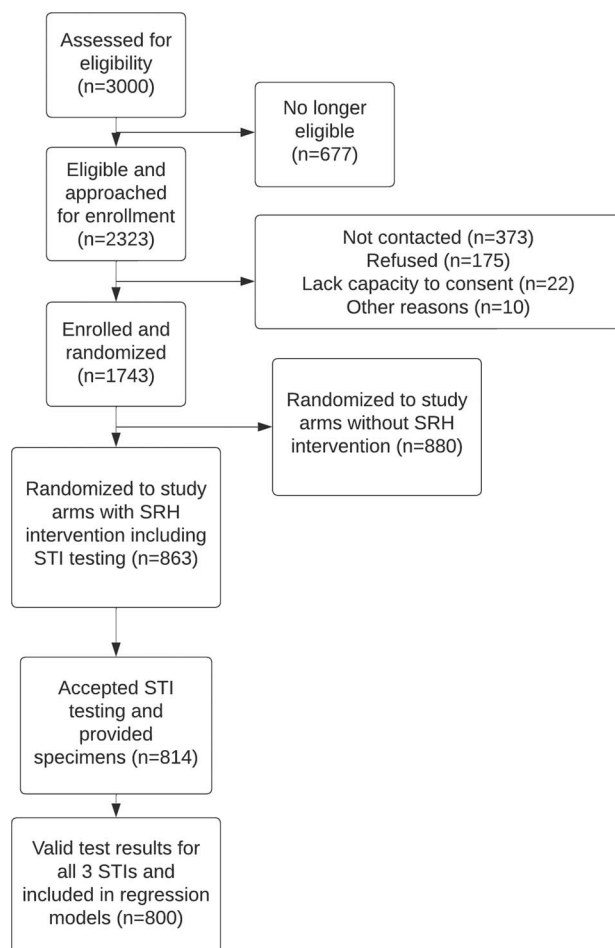 Assessed for
eligibility
(n=3000)
No longer
eligible
(n=677)
Eligible and
approached
for enrollment
(n=2323)
Not contacted (n=373)
Refused (n=175)
Lack capacity to consent (n=22)
Other reasons (n=10)
Enrolled and
randomized
(n=1743)
Randomized to study
arms without SRH
intervention (n=880)
Randomized to study
arms with SRH
intervention including
STI testing (n=863)
Accepted STI
testing and
provided
specimens (n=814)
Valid test results for
all 3 STIs and
included in regression
models (n=800)